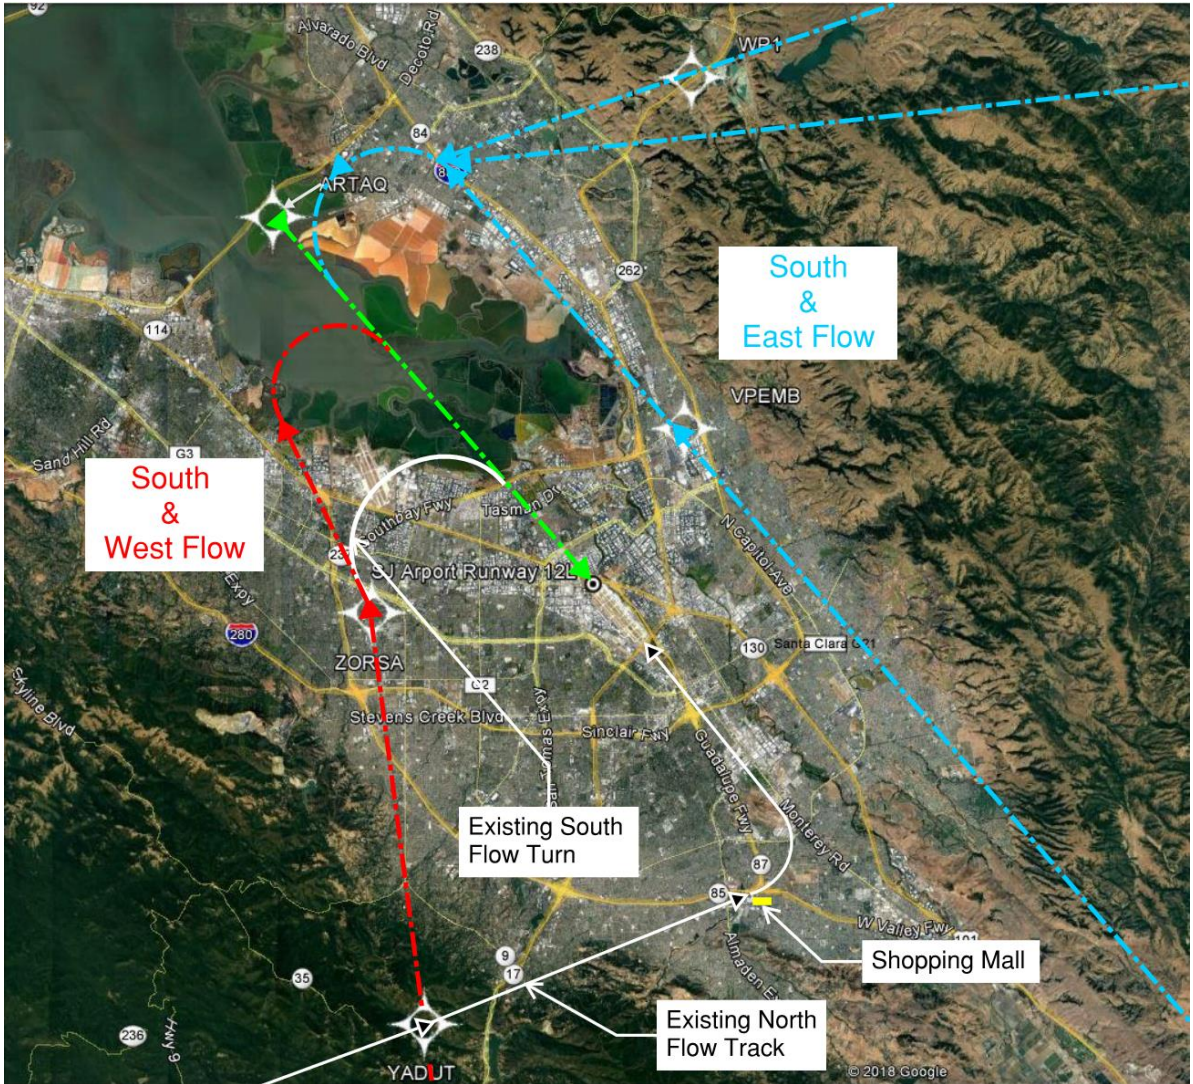 92
Alvarado Blvd
Decoto Rd
238
WP1
84
ARTAQ
South
&
East Flow
262
114
VPEMB
Sand Hill Rd
G3
South
&
West Flow
Southbay Fwy
Tasman Dr
N Capitol Ave
SJ Arport Runway 12L
Expy
280
130
Santa Clara G21
ZORSA
G2
Skyline Blvd
Stevens Creek Blvd
Sinclair Fwy
Guadalupe Fwy
Existing South
Flow Turn
Monterey Rd
87
85
W Valley Fwy
101
Shopping Mall
9
17
35
Almaden Ex
Existing North
Flow Track
236
Hwy 9
YADUT
© 2018 Google